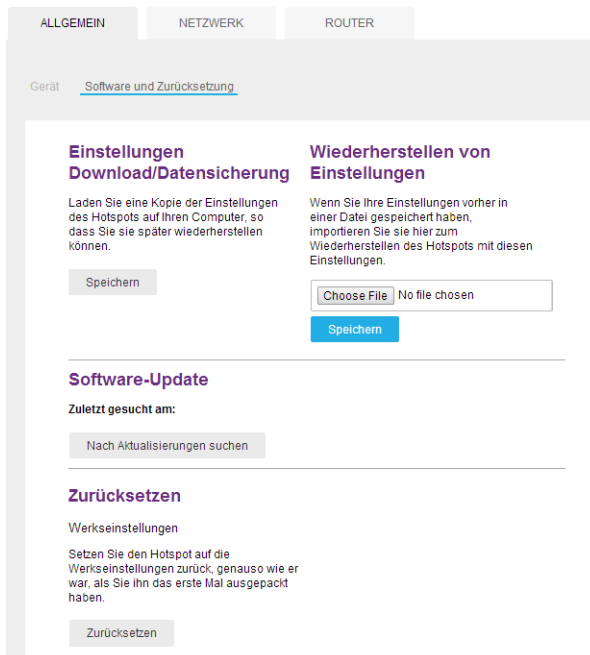 ALLGEMEIN NETZWERK ROUTER
Gerät Software und Zurücksetzung
Einstellungen
Download/Datensicherung
Laden Sie eine Kopie der Einstellungen
des Hotspots auf Ihren Computer, so
dass Sie sie später wiederherstellen
können.
Speichern
Wiederherstellen von
Einstellungen
Wenn Sie Ihre Einstellungen vorher in
einer Datei gespeichert haben,
importieren Sie sie hier zum
Wiederherstellen des Hotspots mit diesen
Einstellungen.
Choose File No file chosen
Speichern
Software-Update
Zuletzt gesucht am:
Nach Aktualisierungen suchen
Zurücksetzen
Werkseinstellungen
Setzen Sie den Hotspot auf die
Werkseinstellungen zurück, genauso wie er
war, als Sie ihn das erste Mal ausgepackt
haben.
Zurücksetzen